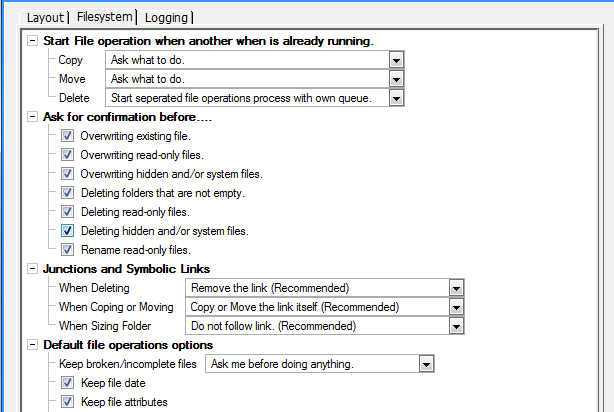 Layout Filesystem Logging
Start File operation when another when is already running.
Copy Ask what to do.
Move Ask what to do.
Delete Start seperated file operations process with own queue.
Ask for confirmation before....
Overwriting existing file.
Overwriting read-only files.
Overwriting hidden and/or system files.
Deleting folders that are not empty.
Deleting read-only files.
Deleting hidden and/or system files.
Rename read-only files.
Junctions and Symbolic Links
When Deleting Remove the link (Recommended)
When Coping or Moving Copy or Move the link itself (Recommended)
When Sizing Folder Do not follow link. (Recommended)
Default file operations options
Keep broken/incomplete files Ask me before doing anything.
Keep file date
Keep file attributes